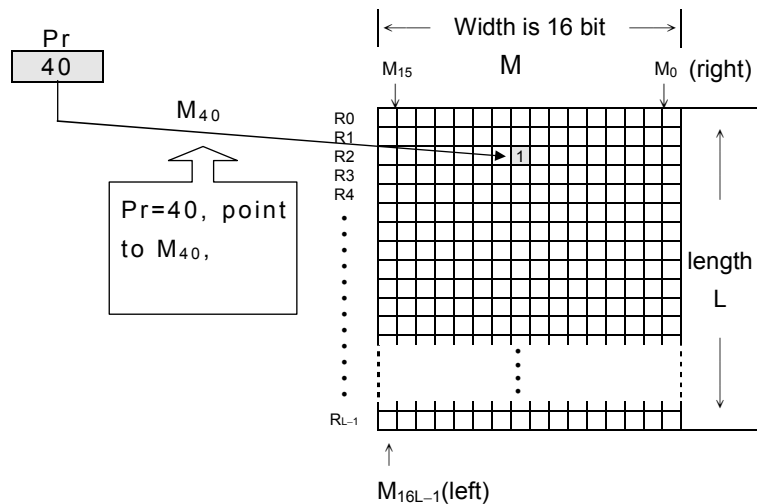 Pr
40
Width is 16 bit
M15
M
M0 (right)
M40
R0
R1
R2
R3
R4
1
Pr=40, point
to M40,
length
L
RL–1
M16L–1(left)